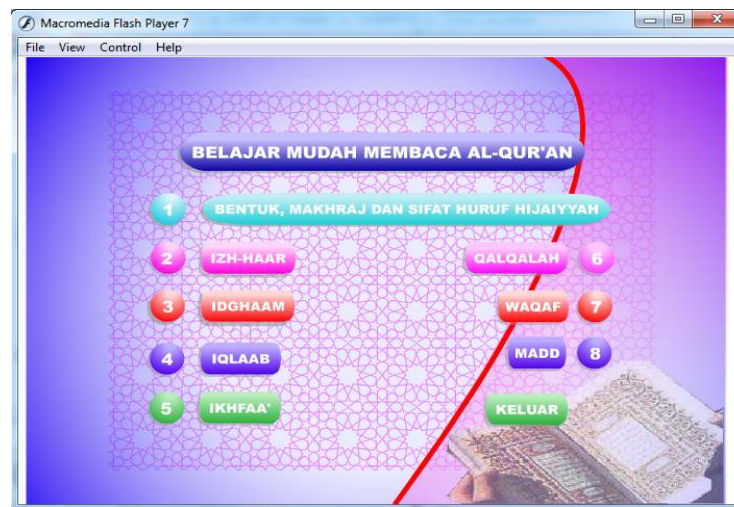 Macromedia Flash Player 7
File View Control Help
BELAJAR MUDAH MEMBACA AL-QUR'AN
1 BENTUK, MAKHRAJ DAN SIFAT HURUF HIJAIYYAH
2 IZH-HAAR
QALQALAH 6
3 IDGHAAM
WAQAF 7
4 IQLAAB
MADD 8
5 IKHFAA'
KELUAR